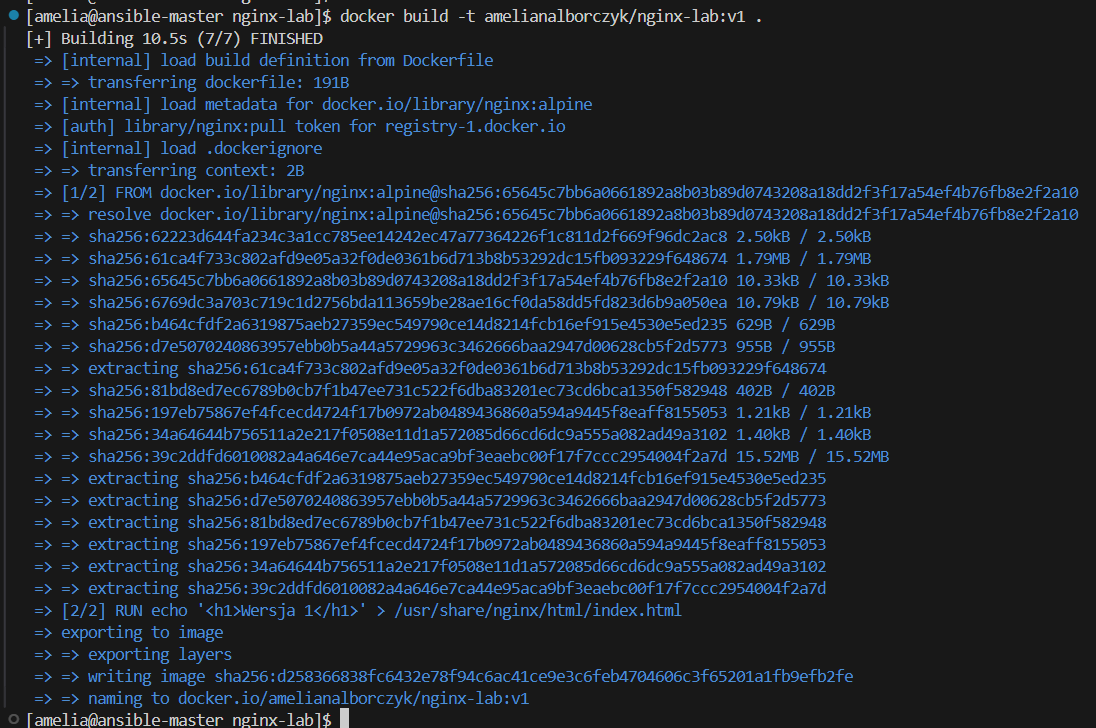 [amelia@ansible-master nginx-lab]$ docker build -t amelianalborczyk/nginx-lab:v1 .
[+] Building 10.5s (7/7) FINISHED
=> [internal] load build definition from Dockerfile
=> => transferring dockerfile: 191B
=> [internal] load metadata for docker.io/library/nginx:alpine
=> [auth] library/nginx:pull token for registry-1.docker.io
=> [internal] load .dockerignore
=> => transferring context: 2B
=> [1/2] FROM docker.io/library/nginx:alpine@sha256:65645c7bb6a0661892a8b03b89d0743208a18dd2f3f17a54ef4b76fb8e2f2a10
=> => resolve docker.io/library/nginx:alpine@sha256:65645c7bb6a0661892a8b03b89d0743208a18dd2f3f17a54ef4b76fb8e2f2a10
=> => sha256:62223d644fa234c3a1cc785ee14242ec47a77364226f1c811d2f669f96dc2ac8 2.50kB / 2.50kB
=> => sha256:61ca4f733c802afd9e05a32f0de0361b6d713b8b53292dc15fb093229f648674 1.79MB / 1.79MB
=> => sha256:65645c7bb6a0661892a8b03b89d0743208a18dd2f3f17a54ef4b76fb8e2f2a10 10.33kB / 10.33kB
=> => sha256:6769dc3a703c719c1d2756bda113659be28ae16cf0da58dd5fd823d6b9a050ea 10.79kB / 10.79kB
=> => sha256:b464cfdf2a6319875aeb27359ec549790ce14d8214fcb16ef915e4530e5ed235 629B / 629B
=> => sha256:d7e5070240863957ebb0b5a44a5729963c3462666baa2947d00628cb5f2d5773 955B / 955B
=> => extracting sha256:61ca4f733c802afd9e05a32f0de0361b6d713b8b53292dc15fb093229f648674
=> => sha256:81bd8ed7ec6789b0cb7f1b47ee731c522f6dba83201ec73cd6bca1350f582948 402B / 402B
=> => sha256:197eb75867ef4fcecd4724f17b0972ab0489436860a594a9445f8eaff8155053 1.21kB / 1.21kB
=> => sha256:34a64644b756511a2e217f0508e11d1a572085d66cd6dc9a555a082ad49a3102 1.40kB / 1.40kB
=> => sha256:39c2ddfd6010082a4a646e7ca44e95aca9bf3eaebc00f17f7ccc2954004f2a7d 15.52MB / 15.52MB
=> => extracting sha256:b464cfdf2a6319875aeb27359ec549790ce14d8214fcb16ef915e4530e5ed235
=> => extracting sha256:d7e5070240863957ebb0b5a44a5729963c3462666baa2947d00628cb5f2d5773
=> => extracting sha256:81bd8ed7ec6789b0cb7f1b47ee731c522f6dba83201ec73cd6bca1350f582948
=> => extracting sha256:197eb75867ef4fcecd4724f17b0972ab0489436860a594a9445f8eaff8155053
=> => extracting sha256:34a64644b756511a2e217f0508e11d1a572085d66cd6dc9a555a082ad49a3102
=> => extracting sha256:39c2ddfd6010082a4a646e7ca44e95aca9bf3eaebc00f17f7ccc2954004f2a7d
=> [2/2] RUN echo '<h1>Wersja 1</h1>' > /usr/share/nginx/html/index.html
=> exporting to image
=> => exporting layers
=> => writing image sha256:d258366838fc6432e78f94c6ac41ce9e3c6feb4704606c3f65201a1fb9efb2fe
=> => naming to docker.io/amelianalborczyk/nginx-lab:v1
[amelia@ansible-master nginx-lab]$